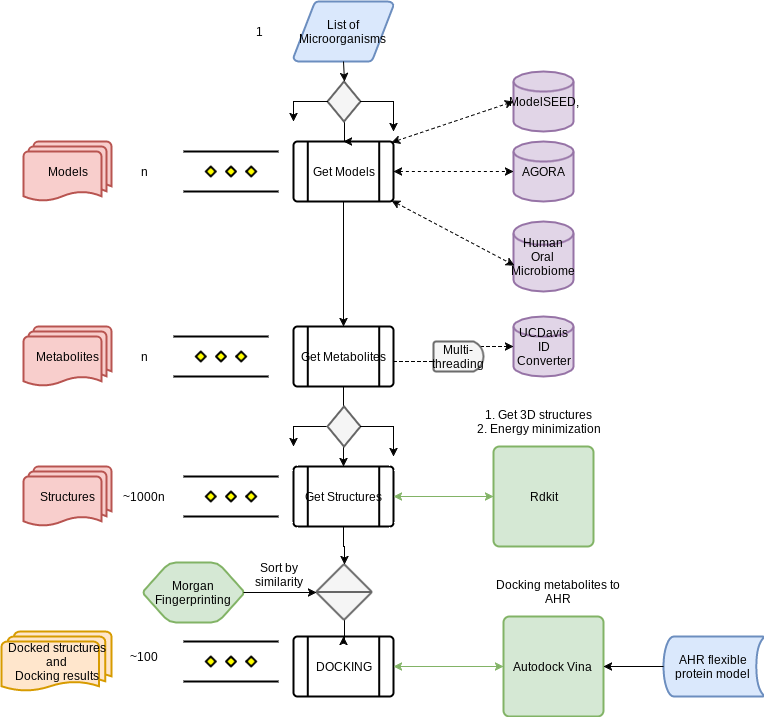 1
List of
Microorganisms
ModelSEED,
Models
n
Get Models
AGORA
Human
Oral
Microbiome
Metabolites
n
Get Metabolites
Multi-
threading
UCDavis
ID
Converter
1. Get 3D structures
2. Energy minimization
Structures
~1000n
Get Structures
Rdkit
Sort by
similarity
Morgan
Fingerprinting
Docking metabolites to
AHR
Docked structures
and
Docking results
~100
DOCKING
Autodock Vina
AHR flexible
protein model